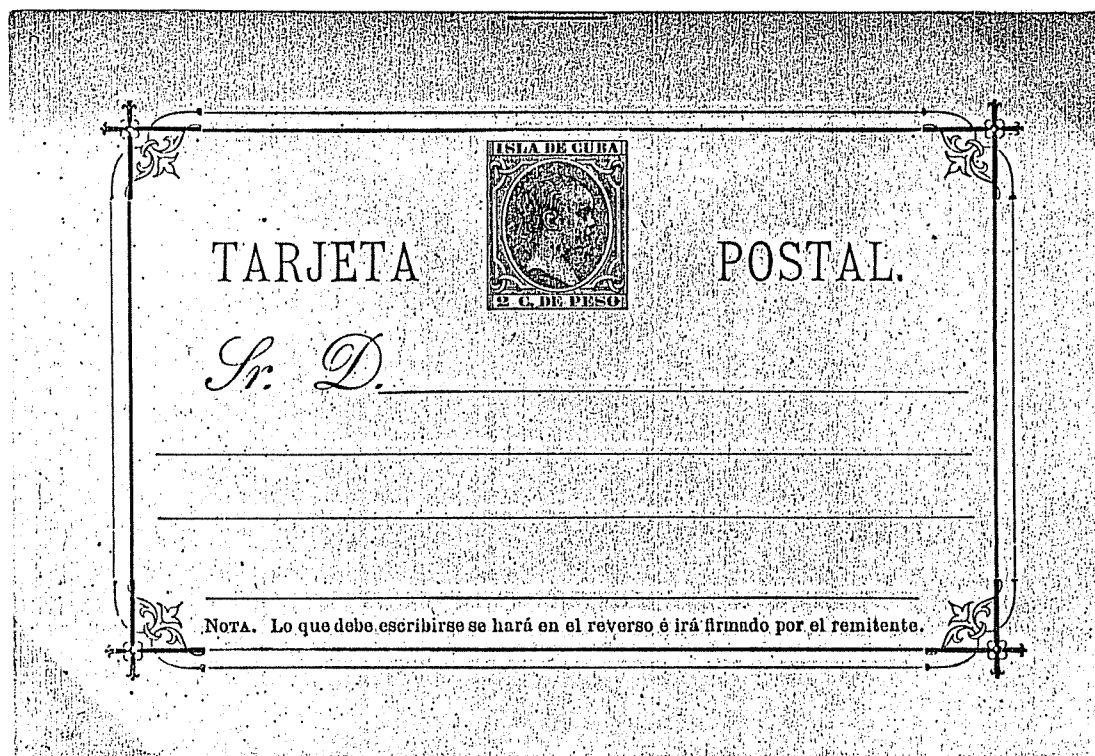 ISLA DE CUBA
TARJETA POSTAL.
2 C. DE PESO
Sr. D.
NOTA. Lo que debe escribirse se hará en el reverso é irá firmado por el remitente.